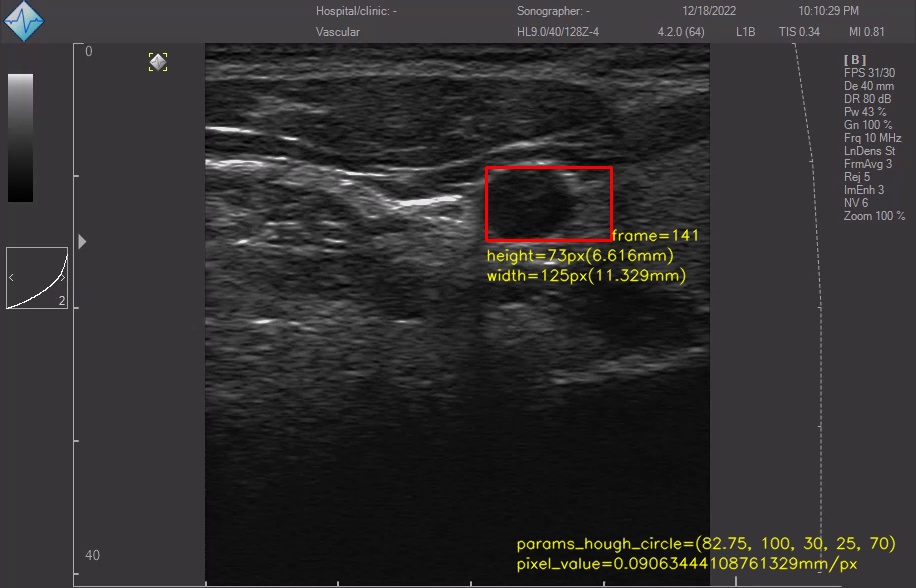 Hospital/clinic: - Sonographer: - 12/18/2022 10:10:29 PM
Vascular HL9.0/40/128Z-4 4.2.0 (64) L1B TIS 0.34 MI 0.81
0
[ B ]
FPS 31/30
De 40 mm
DR 80 dB
Pw 43 %
Gn 100 %
Frq 10 MHz
LnDens St
FrmAvg 3
Rej 5
ImEnh 3
NV 6
Zoom 100 %
frame=141
height=73px(6.616mm)
width=125px(11.329mm)
2
40
params_hough_circle=(82.75, 100, 30, 25, 70)
pixel_value=0.09063444108761329mm/px